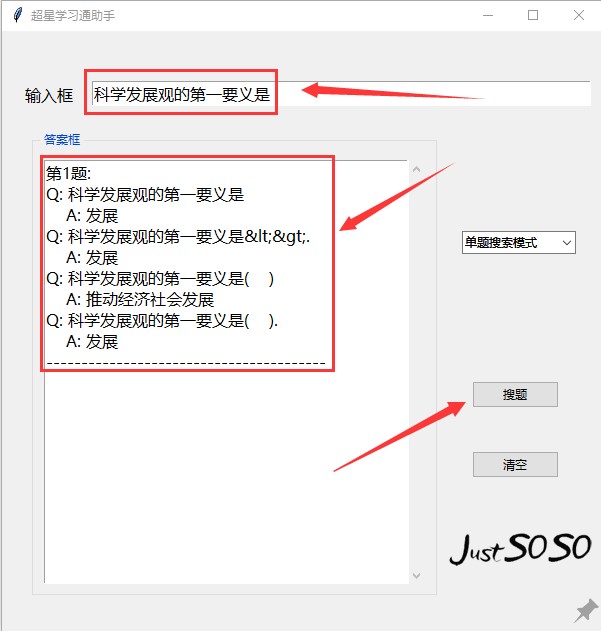 超星学习通助手
输入框
科学发展观的第一要义是
答案框
第1题:
Q: 科学发展观的第一要义是
A: 发展
Q: 科学发展观的第一要义是&lt;&gt;.
A: 发展
Q: 科学发展观的第一要义是(    )
A: 推动经济社会发展
Q: 科学发展观的第一要义是(    ).
A: 发展
----------------------------------------
单题搜索模式
搜题
清空
Just SO SO